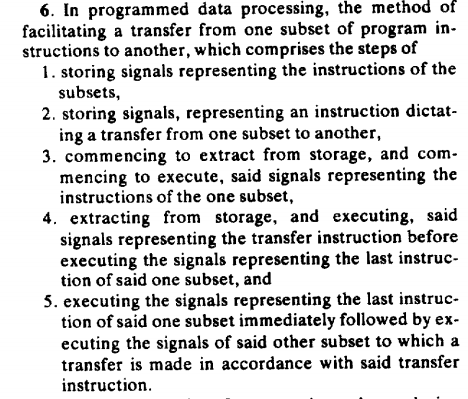 6. In programmed data processing, the method of
facilitating a transfer from one subset of program in-
structions to another, which comprises the steps of
1. storing signals representing the instructions of the
subsets,
2. storing signals, representing an instruction dictat-
ing a transfer from one subset to another,
3. commencing to extract from storage, and com-
mencing to execute, said signals representing the
instructions of the one subset,
4. extracting from storage, and executing, said
signals representing the transfer instruction before
executing the signals representing the last instruc-
tion of said one subset, and
5. executing the signals representing the last instruc-
tion of said one subset immediately followed by ex-
ecuting the signals of said other subset to which a
transfer is made in accordance with said transfer
instruction.